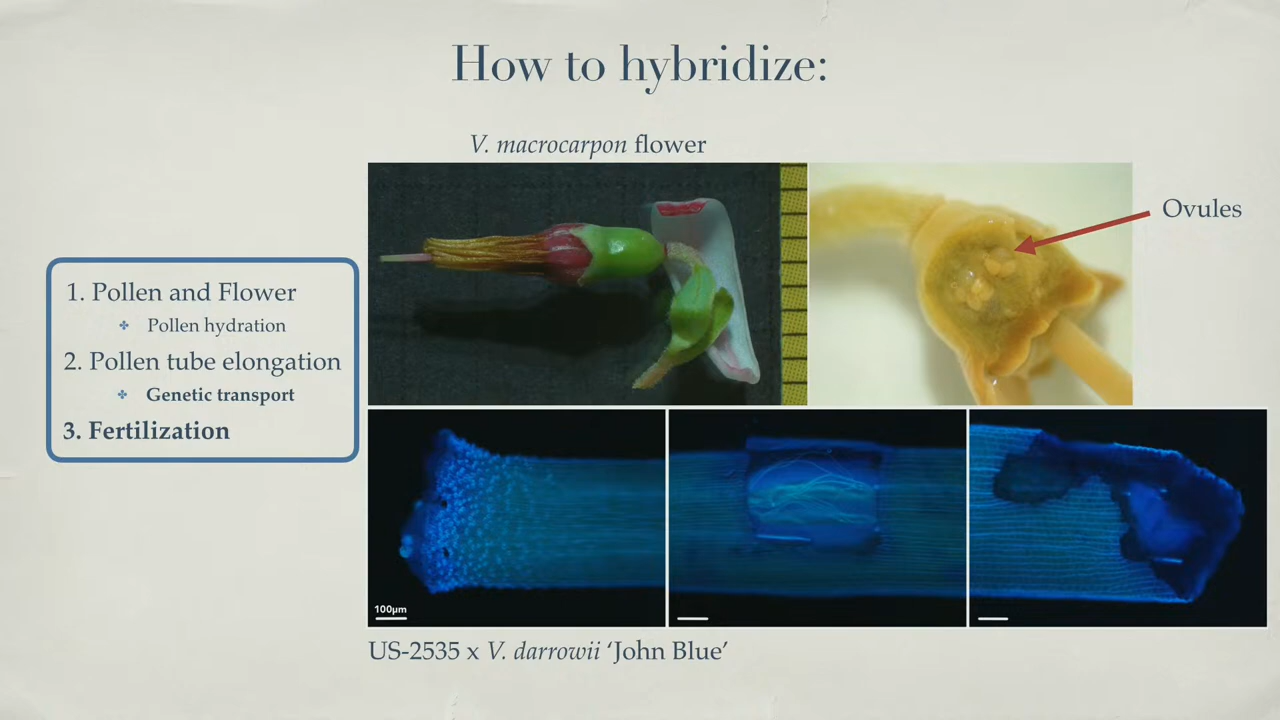 How to hybridize:
V. macrocarpon flower
Ovules
1. Pollen and Flower
Pollen hydration
2. Pollen tube elongation
Genetic transport
3. Fertilization
100µm
US-2535 x V. darrowii ‘John Blue’